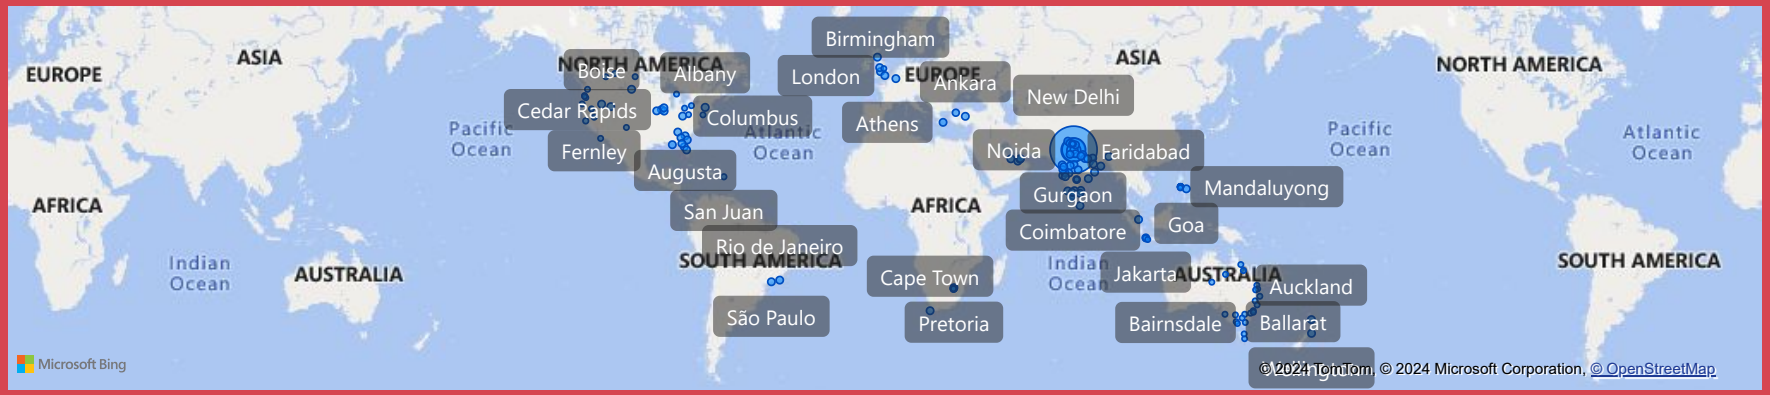 Birmingham
ASIA
ASIA
NORTH AMERICA
NORTH AMERICA
EUROPE
Boise
Albany
London
EUROPE
Ankara
New Delhi
Cedar Rapids
Columbus
Athens
Pacific
Ocean
Atlantic
Ocean
Pacific
Ocean
Atlantic
Ocean
Fernley
Noida
Faridabad
Augusta
Gurgaon
Mandaluyong
AFRICA
San Juan
AFRICA
Coimbatore
Goa
Rio de Janeiro
Indian
Ocean
AUSTRALIA
SOUTH AMERICA
Cape Town
Indian
Ocean
Jakarta
AUSTRALIA
Auckland
SOUTH AMERICA
São Paulo
Pretoria
Bairnsdale
Ballarat
Microsoft Bing
Wellington
© 2024 TomTom, © 2024 Microsoft Corporation, © OpenStreetMap